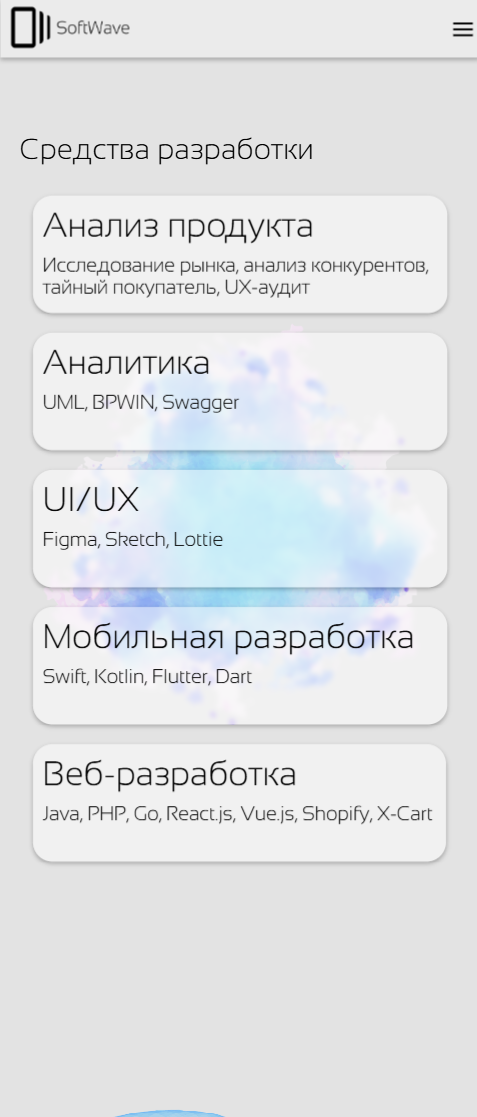 SoftWave
Средства разработки
Анализ продукта
Исследование рынка, анализ конкурентов,
тайный покупатель, UX-аудит
Аналитика
UML, BPWIN, Swagger
UI/UX
Figma, Sketch, Lottie
Мобильная разработка
Swift, Kotlin, Flutter, Dart
Веб-разработка
Java, PHP, Go, React.js, Vue.js, Shopify, X-Cart